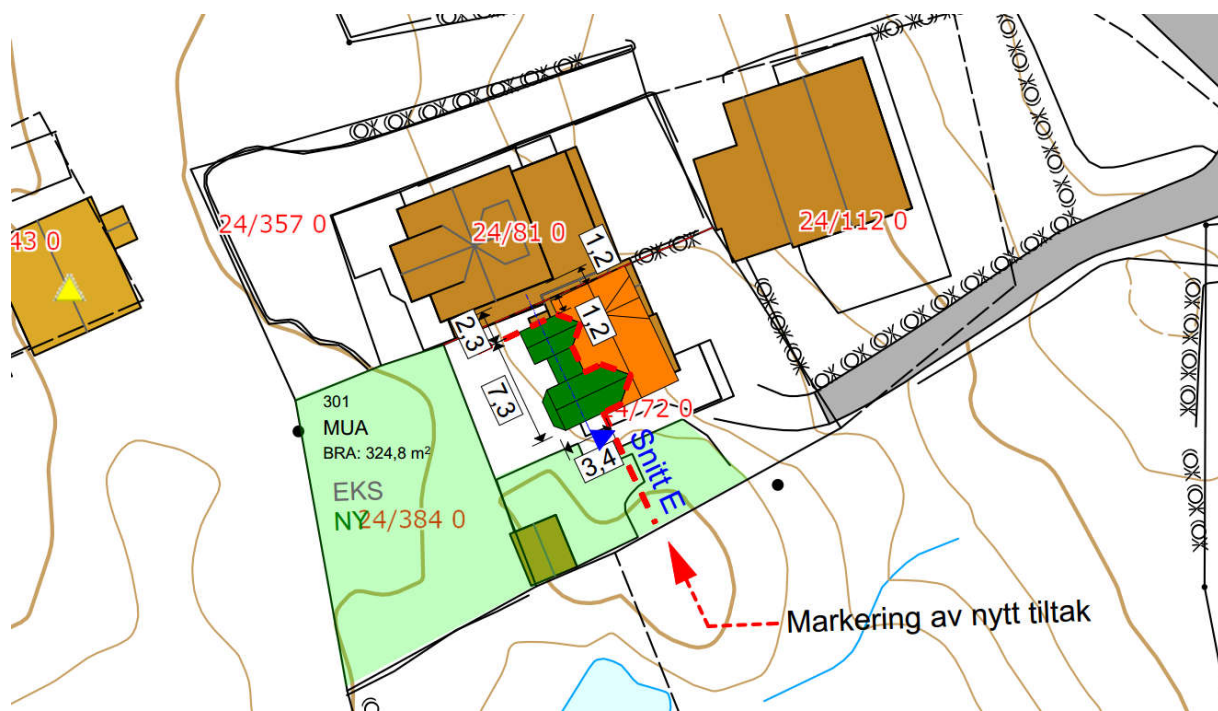 24/357 0
24/81 0
24/112 0
43 0
1,2
1,2
2,3
7,3
3,4
24/72 0
301
MUA
BRA: 324,8 m²
EKS
NY
24/384 0
Snitt E
Markering av nytt tiltak